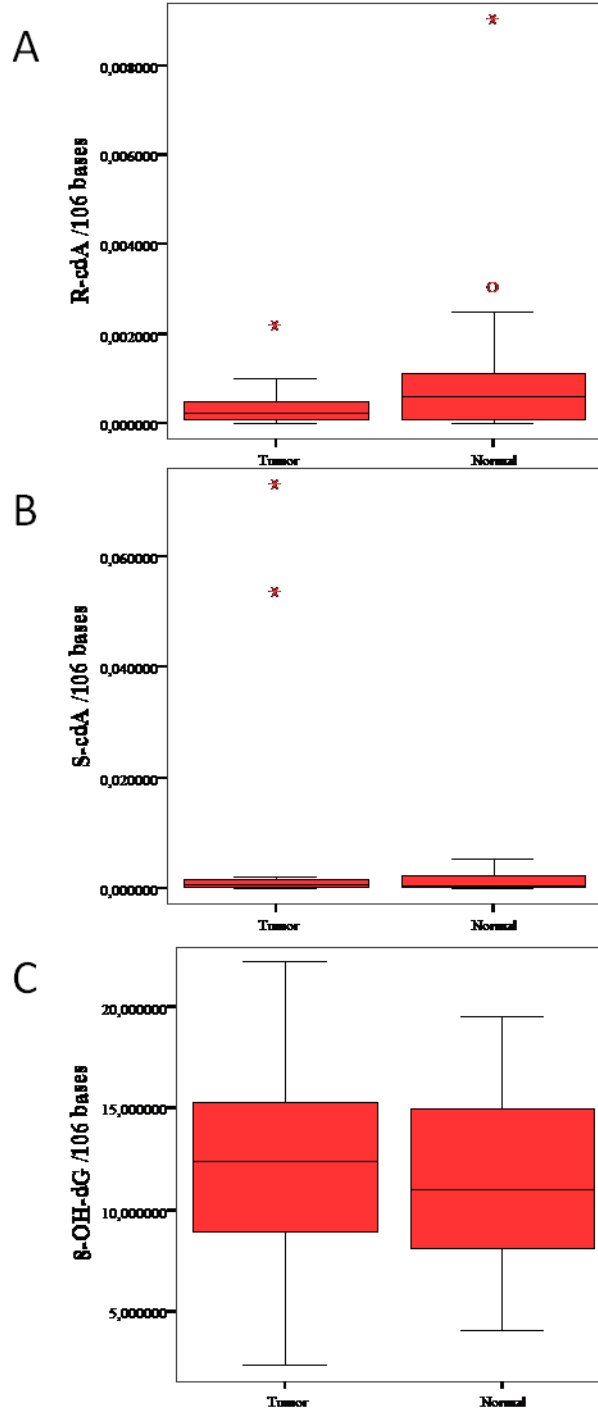 A
R-cdA /106 bases
0,008000
0,006000
0,004000
0,002000
0,000000
Tumor
Normal
B
S-cdA /106 bases
0,060000
0,040000
0,020000
0,000000
Tumor
Normal
C
8-OH-dG /106 bases
20,000000
15,000000
10,000000
5,000000
Tumor
Normal